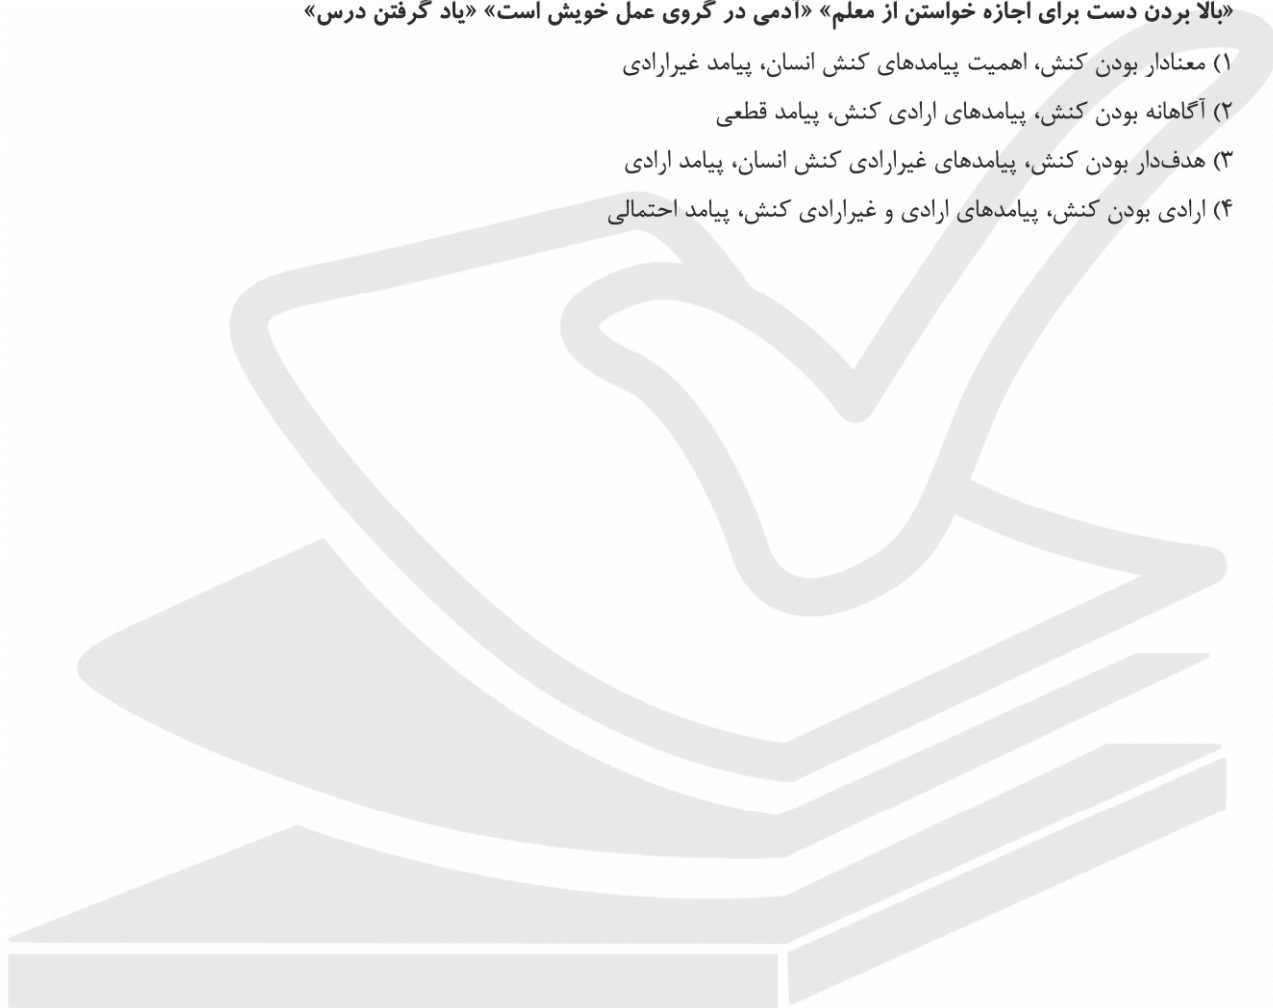 «بالا بردن دست برای اجازه خواستن از معلم» «آدمی در گروی عمل خویش است» «یاد گرفتن درس»
۱) معنادار بودن کنش، اهمیت پیامدهای کنش انسان، پیامد غیرارادی
۲) آگاهانه بودن کنش، پیامدهای ارادی کنش، پیامد قطعی
۳) هدف‌دار بودن کنش، پیامدهای غیرارادی کنش انسان، پیامد ارادی
۴) ارادی بودن کنش، پیامدهای ارادی و غیرارادی کنش، پیامد احتمالی